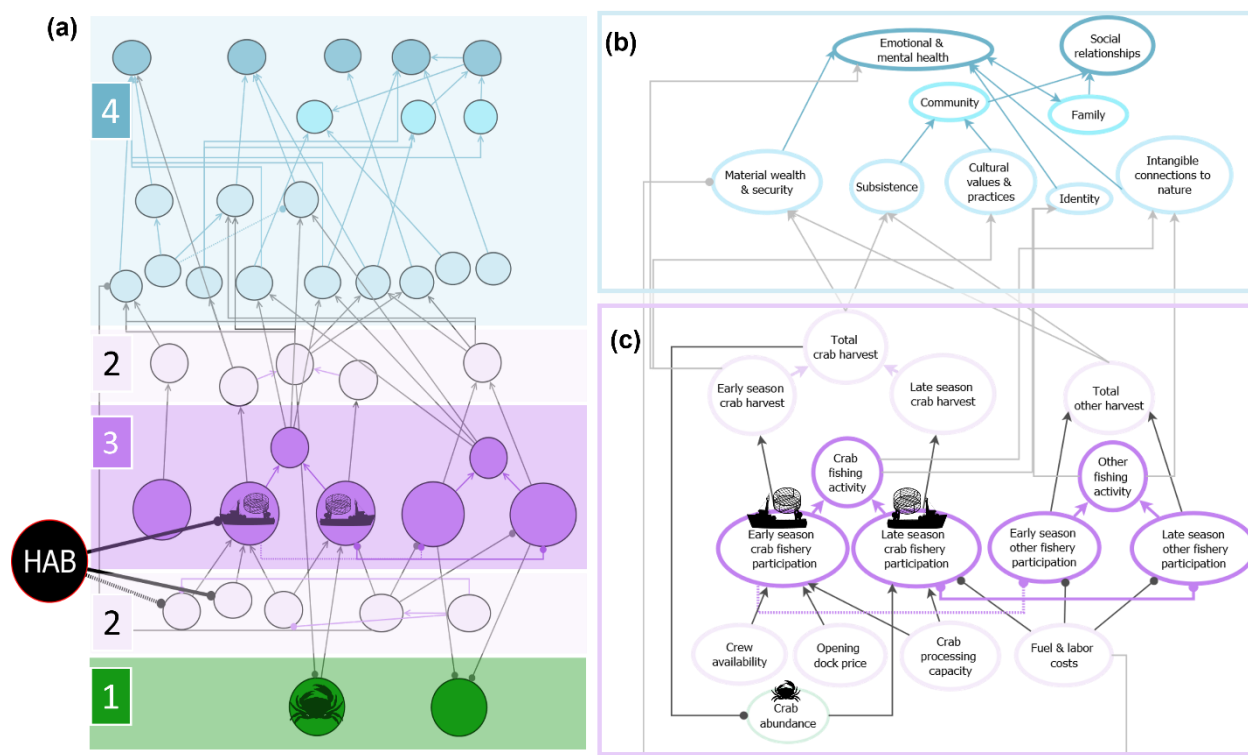 (a)
4
2
3
HAB
2
1
(b)
Emotional &
mental health
Social
relationships
Community
Family
Material wealth
& security
Subsistence
Cultural
values &
practices
Identity
Intangible
connections to
nature
(c)
Total
crab harvest
Early season
crab harvest
Late season
crab harvest
Total
other harvest
Crab
fishing
activity
Other
fishing
activity
Early season
crab fishery
participation
Late season
crab fishery
participation
Early season
other fishery
participation
Late season
other fishery
participation
Crew
availability
Opening
dock price
Crab
processing
capacity
Fuel & labor
costs
Crab
abundance